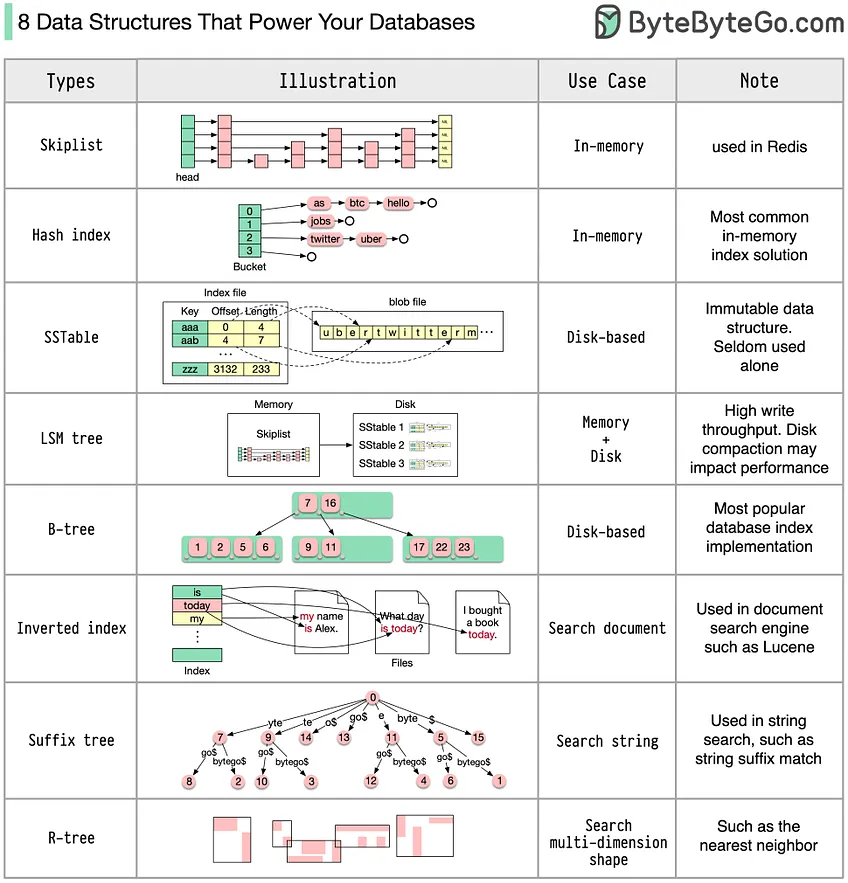 8 Data Structures That Power Your Databases
ByteByteGo.com
Types
Illustration
Use Case
Note
Skiplist
head
In-memory
used in Redis
Hash index
0
1
2
3
Bucket
as btc hello
jobs
twitter uber
In-memory
Most common
in-memory
index solution
SSTable
Index file
Key Offset Length
aaa 0 4
aab 4 7
...
zzz 3132 233
blob file
u b e r t w i t t e r m ...
Disk-based
Immutable data
structure.
Seldom used
alone
LSM tree
Memory
Skiplist
Disk
SStable 1
SStable 2
SStable 3
Memory
+
Disk
High write
throughput. Disk
compaction may
impact performance
B-tree
7 16
1 2 5 6
9 11
17 22 23
Disk-based
Most popular
database index
implementation
Inverted index
is
today
my
Index
my name
is Alex.
What day
is today?
I bought
a book
today.
Files
Search document
Used in document
search engine
such as Lucene
Suffix tree
0
yte te o$ go$ e byte $
7 9 14 13 11 5 15
go$ bytego$ go$ bytego$ go$ bytego$ go$ bytego$
8 2 10 3 12 4 6 1
Search string
Used in string
search, such as
string suffix match
R-tree
Search
multi-dimension
shape
Such as the
nearest neighbor